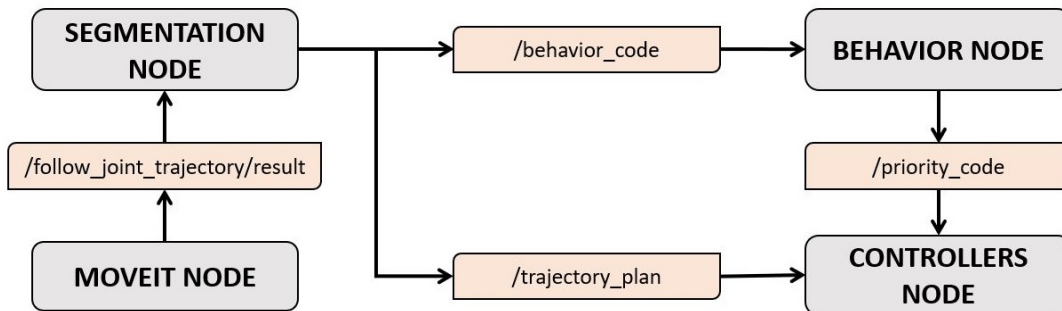 SEGMENTATION
NODE
/behavior_code
BEHAVIOR NODE
/follow_joint_trajectory/result
/priority_code
MOVEIT NODE
/trajectory_plan
CONTROLLERS
NODE